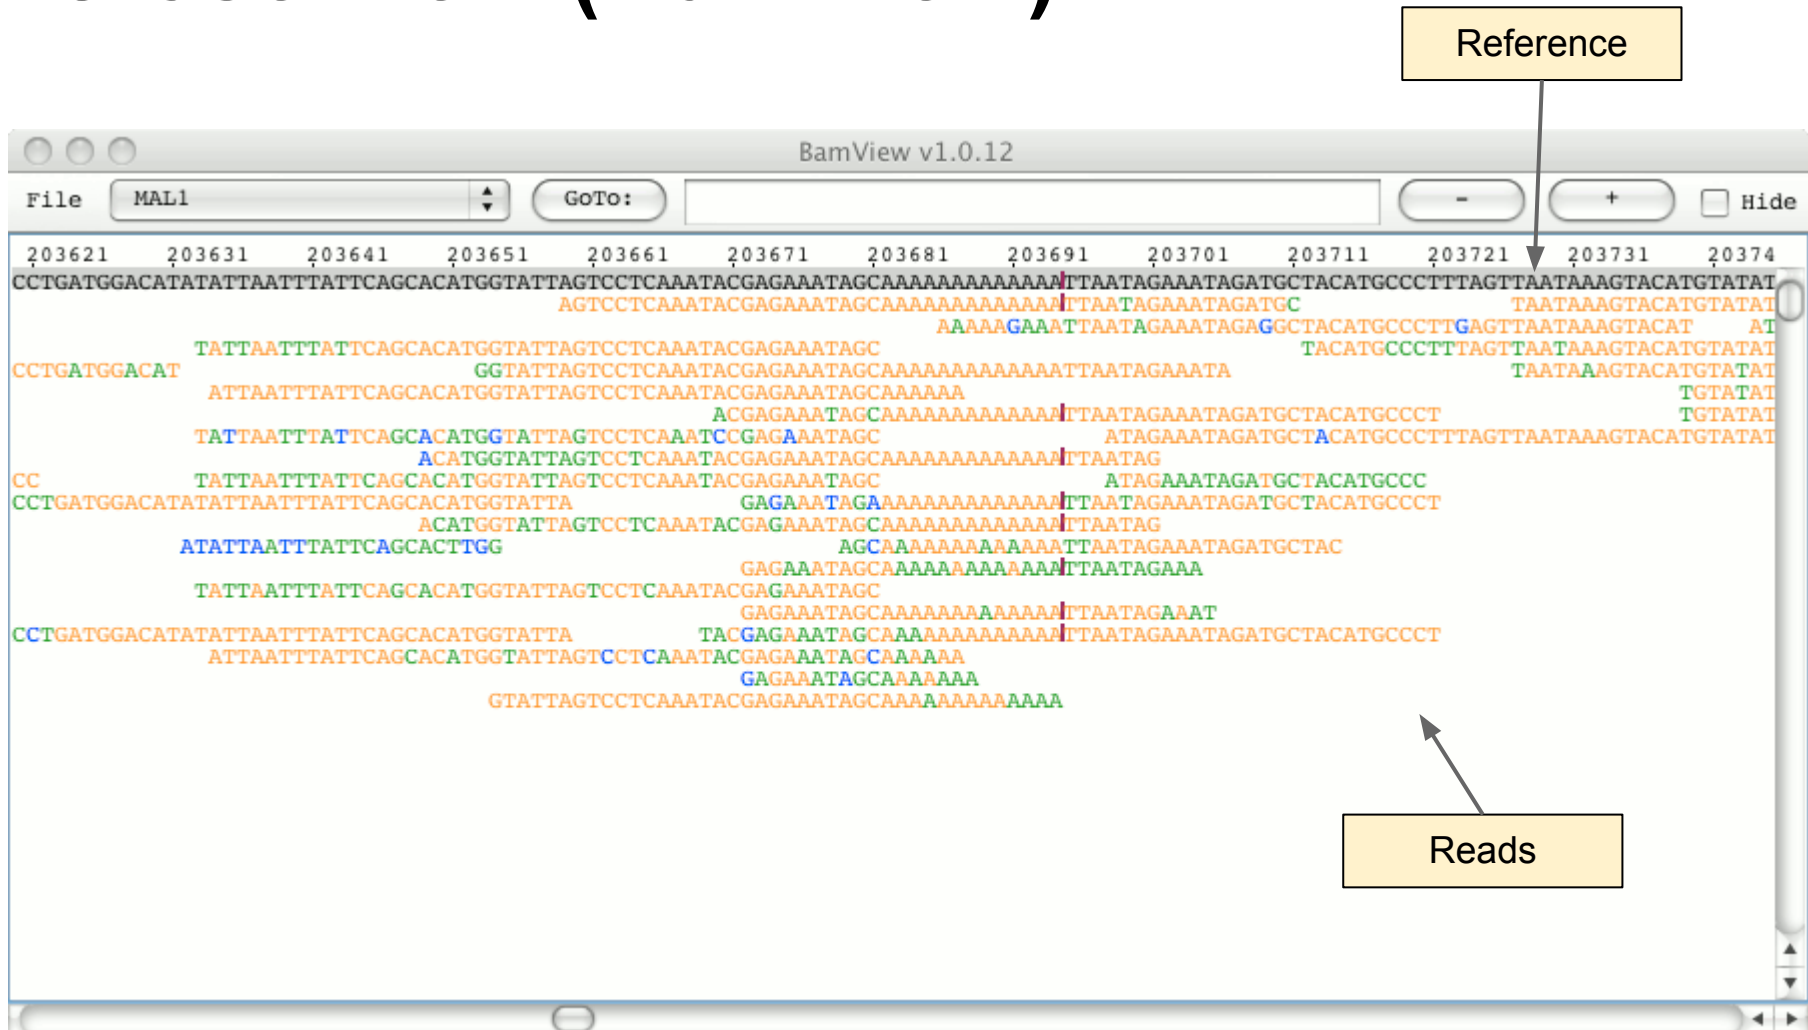 Reference
BamView v1.0.12
File MAL1 GoTo: - + Hide
203621 203631 203641 203651 203661 203671 203681 203691 203701 203711 203721 203731 20374
CCTGATGGACATATATTAATTTATTCAGCACATGGTATTAGTCCTCAAATACGAGAAATAGCAAAAAAAAAAAAATTAATAGAAATAGATGCTACATGCCCTTTAGTTAATAAAGTACATGTATAT
AGTCCTCAAATACGAGAAATAGCAAAAAAAAAAAAATTAATAGAAATAGATGC TAATAAAGTACATGTATAT
AAAAAGAAATTAATAGAAATAGAGGCTACATGCCCTTGAGTTAATAAAGTACAT AT
TATTAATTTATTCAGCACATGGTATTAGTCCTCAAATACGAGAAATAGC TACATGCCCTTTAGTTAATAAAGTACATGTATAT
CCTGATGGACAT GGTATTAGTCCTCAAATACGAGAAATAGCAAAAAAAAAAAAATTAATAGAAATA TAATAAAGTACATGTATAT
ATTAATTTATTCAGCACATGGTATTAGTCCTCAAATACGAGAAATAGCAAAAAA TGTATAT
ACGAGAAATAGCAAAAAAAAAAAAATTAATAGAAATAGATGCTACATGCCCT TGTATAT
TATTAATTTATTCAGCACATGGTATTAGTCCTCAAATCCGAGAAATAGC ATAGAAATAGATGCTACATGCCCTTTAGTTAATAAAGTACATGTATAT
ACATGGTATTAGTCCTCAAATACGAGAAATAGCAAAAAAAAAAAAATTAATAG
CC TATTAATTTATTCAGCACATGGTATTAGTCCTCAAATACGAGAAATAGC ATAGAAATAGATGCTACATGCCC
CCTGATGGACATATATTAATTTATTCAGCACATGGTATTA GAGAAATAGAAAAAAAAAAAAAATTAATAGAAATAGATGCTACATGCCCT
ACATGGTATTAGTCCTCAAATACGAGAAATAGCAAAAAAAAAAAAATTAATAG
ATATTAATTTATTCAGCACTTGG AGCAAAAAAAAAAAAATTAATAGAAATAGATGCTAC
GAGAAATAGCAAAAAAAAAAAAATTAATAGAAA
TATTAATTTATTCAGCACATGGTATTAGTCCTCAAATACGAGAAATAGC
GAGAAATAGCAAAAAAAAAAAAATTAATAGAAAT
CCTGATGGACATATATTAATTTATTCAGCACATGGTATTA TACGAGAAATAGCAAAAAAAAAAAAATTAATAGAAATAGATGCTACATGCCCT
ATTAATTTATTCAGCACATGGTATTAGTCCTCAAATACGAGAAATAGCAAAAAA
GAGAAATAGCAAAAAAA
GTATTAGTCCTCAAATACGAGAAATAGCAAAAAAAAAAAAA
Reads